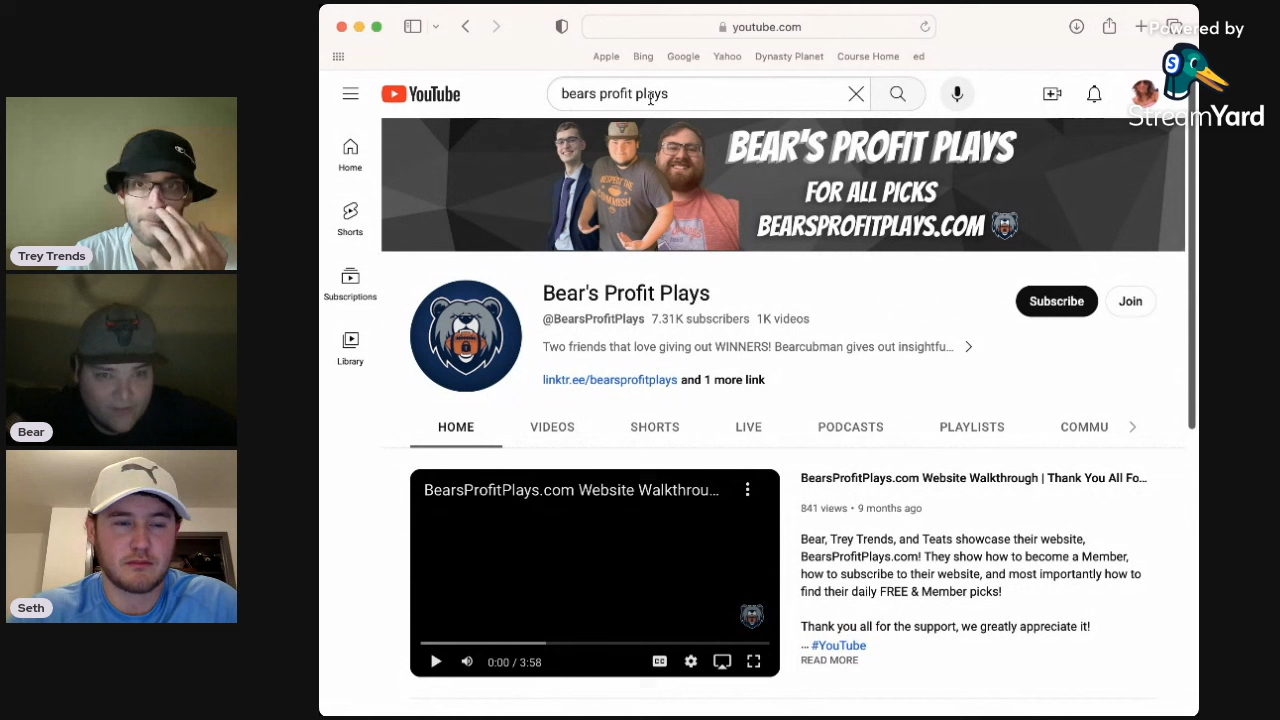 Powered by
StreamYard
youtube.com
Apple Bing Google Yahoo Dynasty Planet Course Home ed
YouTube
bears profit plays
Home
Shorts
Subscriptions
Library
BEAR'S PROFIT PLAYS
FOR ALL PICKS
BEARSPROFITPLAYS.COM
Bear's Profit Plays
@BearsProfitPlays 7.31K subscribers 1K videos
Two friends that love giving out WINNERS! Bearcubman gives out insightfu...
linktr.ee/bearsprofitplays and 1 more link
Subscribe
Join
HOME VIDEOS SHORTS LIVE PODCASTS PLAYLISTS COMMU
BearsProfitPlays.com Website Walkthrou...
0:00 / 3:58
BearsProfitPlays.com Website Walkthrough | Thank You All Fo...
841 views • 9 months ago
Bear, Trey Trends, and Teats showcase their website,
BearsProfitPlays.com! They show how to become a Member,
how to subscribe to their website, and most importantly how to
find their daily FREE & Member picks!
Thank you all for the support, we greatly appreciate it!
... #YouTube
READ MORE
Trey Trends
Bear
Seth